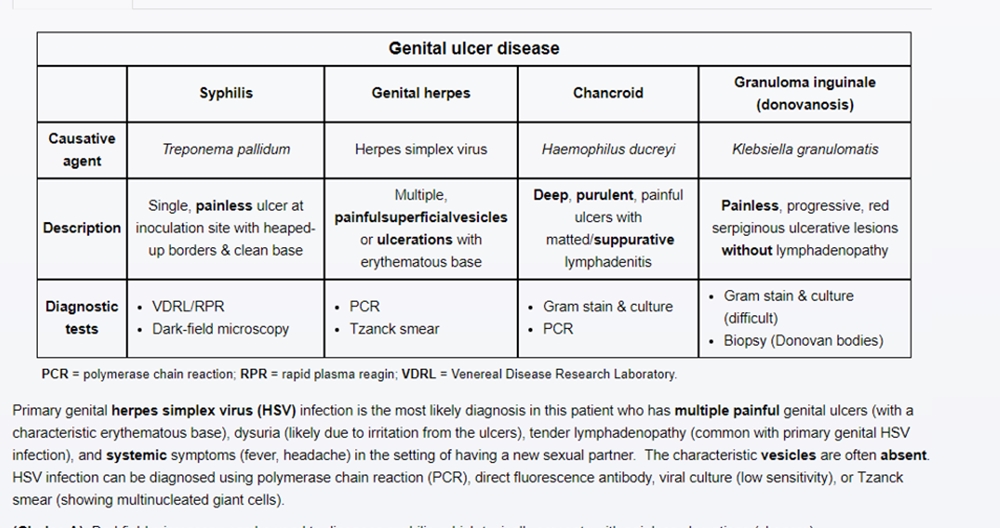 Genital ulcer disease
Syphilis
Genital herpes
Chancroid
Granuloma inguinale
(donovanosis)
Causative
agent
Treponema pallidum
Herpes simplex virus
Haemophilus ducreyi
Klebsiella granulomatis
Description
Single, painless ulcer at
inoculation site with heaped-
up borders & clean base
Multiple,
painfulsuperficialvesicles
or ulcerations with
erythematous base
Deep, purulent, painful
ulcers with
matted/suppurative
lymphadenitis
Painless, progressive, red
serpiginous ulcerative lesions
without lymphadenopathy
Diagnostic
tests
• VDRL/RPR
• Dark-field microscopy
• PCR
• Tzanck smear
• Gram stain & culture
• PCR
• Gram stain & culture
(difficult)
• Biopsy (Donovan bodies)
PCR = polymerase chain reaction; RPR = rapid plasma reagin; VDRL = Venereal Disease Research Laboratory.
Primary genital herpes simplex virus (HSV) infection is the most likely diagnosis in this patient who has multiple painful genital ulcers (with a
characteristic erythematous base), dysuria (likely due to irritation from the ulcers), tender lymphadenopathy (common with primary genital HSV
infection), and systemic symptoms (fever, headache) in the setting of having a new sexual partner. The characteristic vesicles are often absent.
HSV infection can be diagnosed using polymerase chain reaction (PCR), direct fluorescence antibody, viral culture (low sensitivity), or Tzanck
smear (showing multinucleated giant cells).